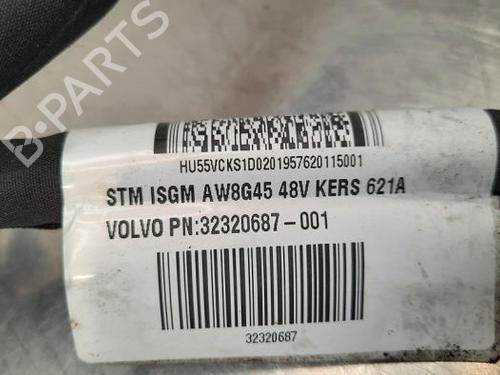 HU55VCKS1D0201957620115001
STM ISGM AW8G45 48V KERS 621A
VOLVO PN:32320687-001
32320687
B-PARTS